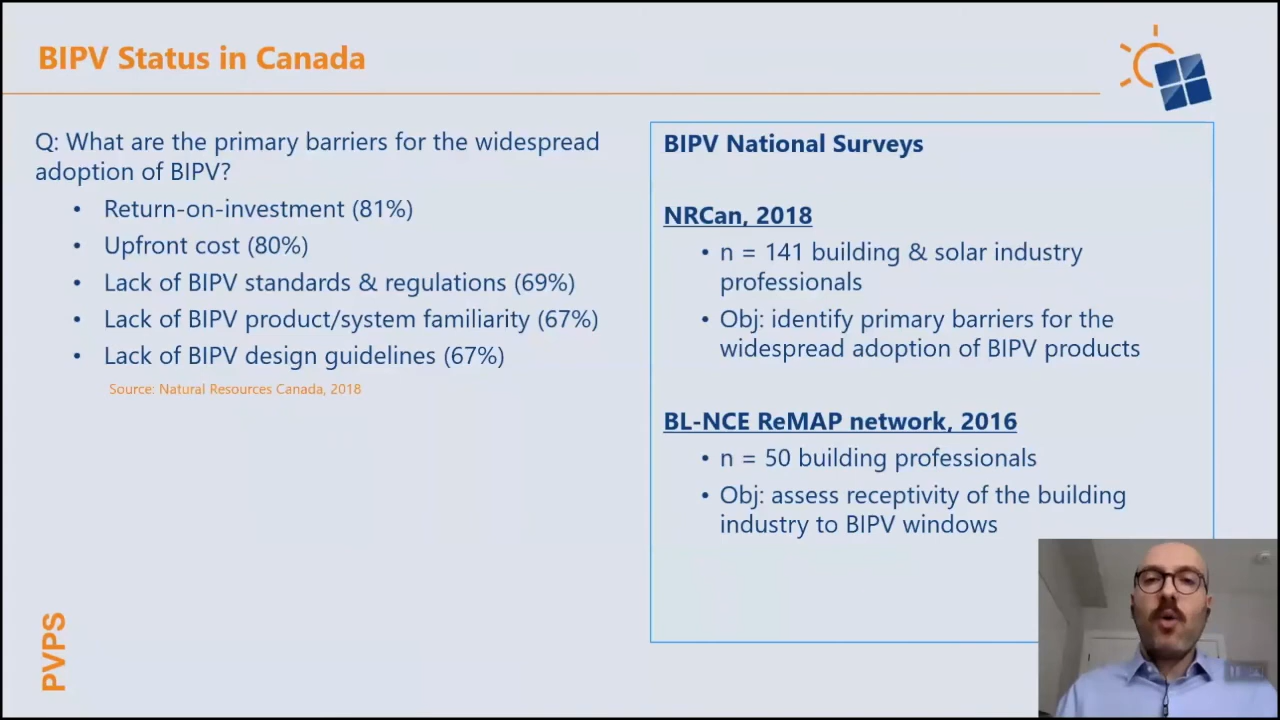 BIPV Status in Canada
Q: What are the primary barriers for the widespread
adoption of BIPV?
• Return-on-investment (81%)
• Upfront cost (80%)
• Lack of BIPV standards & regulations (69%)
• Lack of BIPV product/system familiarity (67%)
• Lack of BIPV design guidelines (67%)
Source: Natural Resources Canada, 2018
BIPV National Surveys
NRCan, 2018
• n = 141 building & solar industry
professionals
• Obj: identify primary barriers for the
widespread adoption of BIPV products
BL-NCE ReMAP network, 2016
• n = 50 building professionals
• Obj: assess receptivity of the building
industry to BIPV windows
PVPS